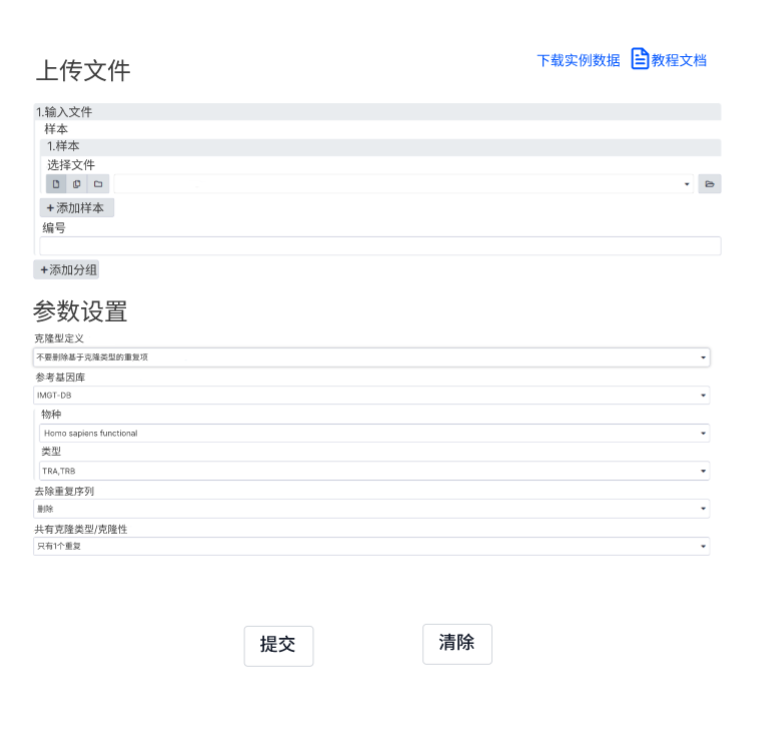 上传文件
下载实例数据 教程文档
1.输入文件
样本
1.样本
选择文件
+添加样本
编号
+添加分组
参数设置
克隆型定义
不要删除基于克隆类型的重复项
参考基因库
IMGT-DB
物种
Homo sapiens functional
类型
TRA,TRB
去除重复序列
删除
共有克隆类型/克隆性
只有1个重复
提交 清除